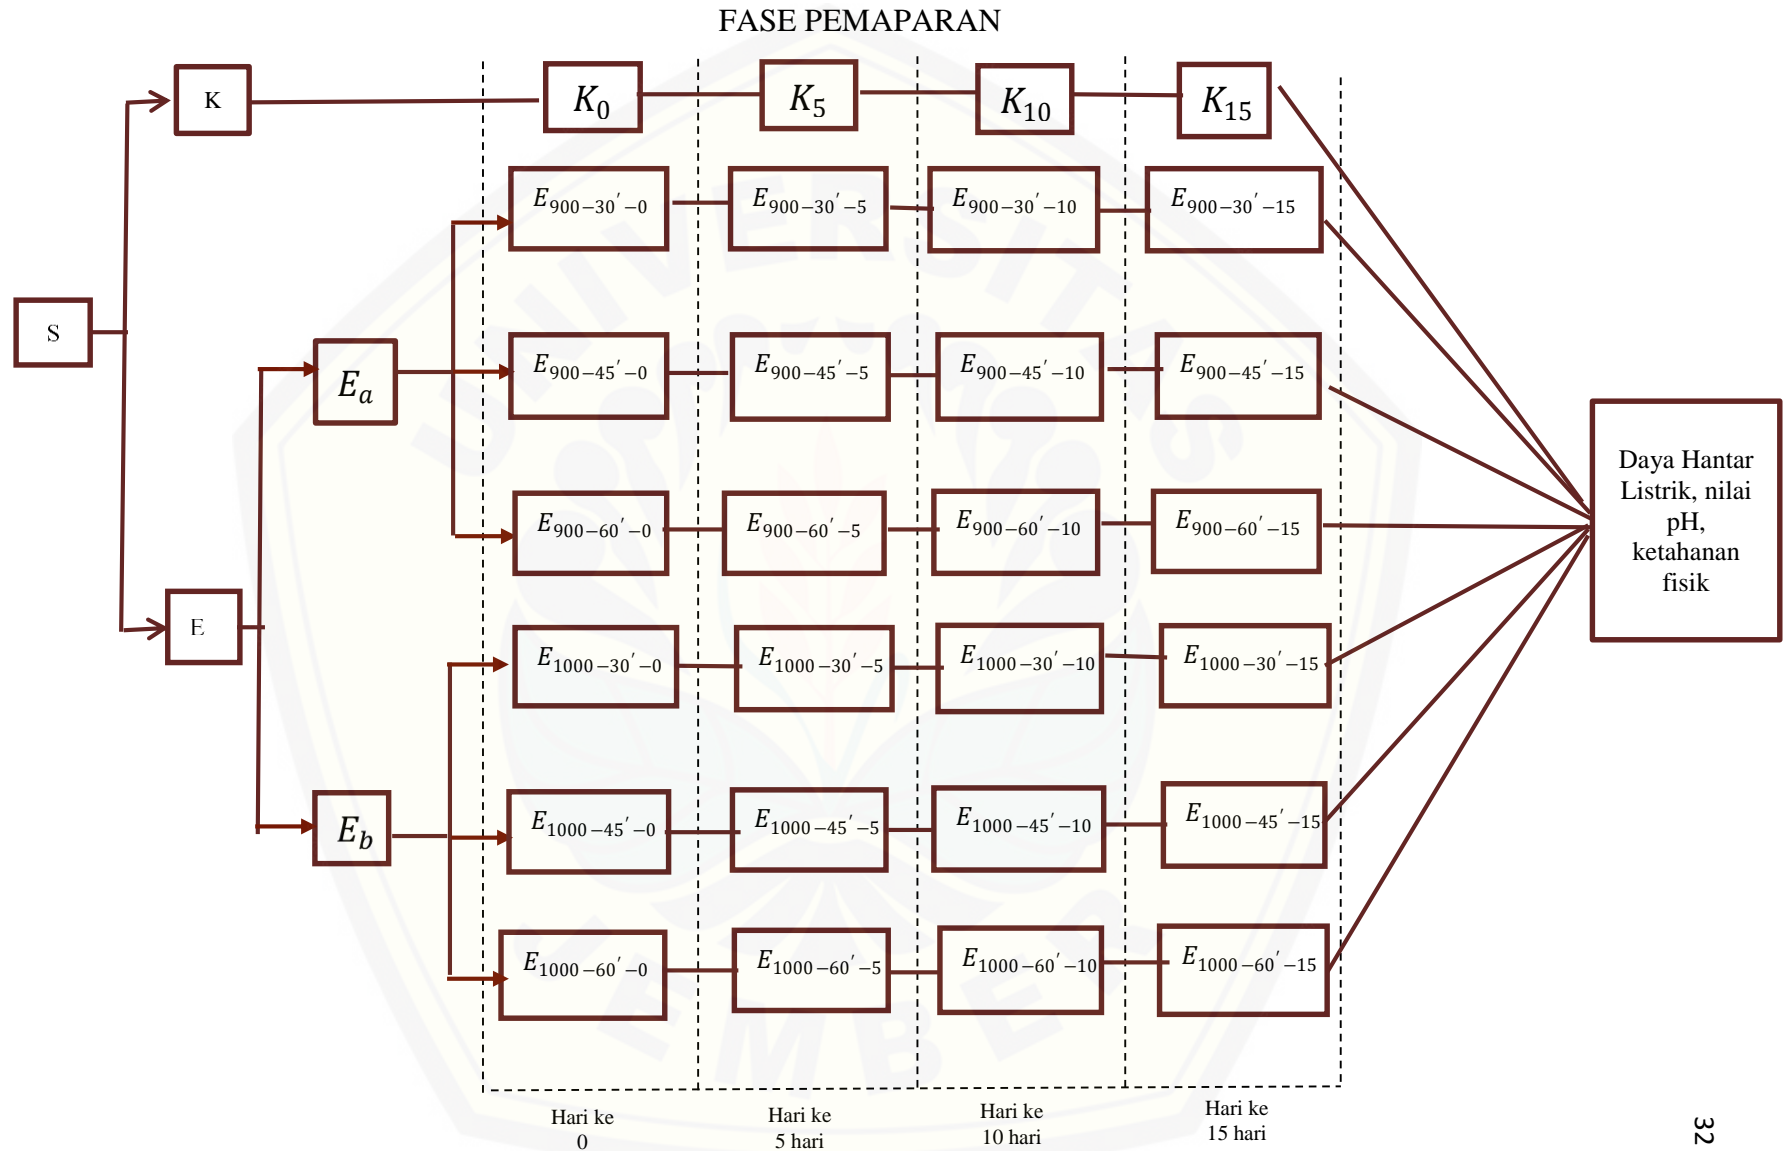 FASE PEMAPARAN
K
K₀
K₅
K₁₀
K₁₅
E₉₀₀₋₃₀′₋₀
E₉₀₀₋₃₀′₋₅
E₉₀₀₋₃₀′₋₁₀
E₉₀₀₋₃₀′₋₁₅
S
Eₐ
E₉₀₀₋₄₅′₋₀
E₉₀₀₋₄₅′₋₅
E₉₀₀₋₄₅′₋₁₀
E₉₀₀₋₄₅′₋₁₅
E₉₀₀₋₆₀′₋₀
E₉₀₀₋₆₀′₋₅
E₉₀₀₋₆₀′₋₁₀
E₉₀₀₋₆₀′₋₁₅
Daya Hantar
Listrik, nilai
pH,
ketahanan
fisik
E
E₁₀₀₀₋₃₀′₋₀
E₁₀₀₀₋₃₀′₋₅
E₁₀₀₀₋₃₀′₋₁₀
E₁₀₀₀₋₃₀′₋₁₅
E_b
E₁₀₀₀₋₄₅′₋₀
E₁₀₀₀₋₄₅′₋₅
E₁₀₀₀₋₄₅′₋₁₀
E₁₀₀₀₋₄₅′₋₁₅
E₁₀₀₀₋₆₀′₋₀
E₁₀₀₀₋₆₀′₋₅
E₁₀₀₀₋₆₀′₋₁₀
E₁₀₀₀₋₆₀′₋₁₅
Hari ke
0
Hari ke
5 hari
Hari ke
10 hari
Hari ke
15 hari
32
UNIVERSITAS
JEMBER